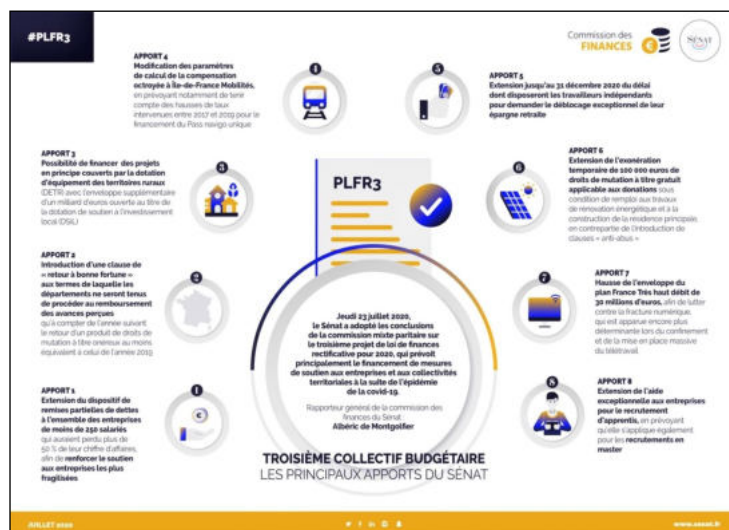 #PLFR3
Commission des
FINANCES
SÉNAT
APPORT 4
Modification des paramètres
de calcul de la compensation
octroyée à Île-de-France Mobilités,
en prévoyant notamment de tenir
compte des hausses de taux
intervenues entre 2017 et 2019 pour le
financement du Pass navigo unique
4
5
APPORT 5
Extension jusqu'au 31 décembre 2020 du délai
dont disposeront les travailleurs indépendants
pour demander le déblocage exceptionnel de leur
épargne retraite
APPORT 3
Possibilité de financer des projets
en principe couverts par la dotation
d'équipement des territoires ruraux
(DETR) avec l'enveloppe supplémentaire
d'un milliard d'euros ouverte au titre de
la dotation de soutien à l'investissement
local (DSIL)
3
PLFR3
6
APPORT 6
Extension de l'exonération
temporaire de 100 000 euros de
droits de mutation à titre gratuit
applicable aux donations sous
condition de remploi aux travaux
de rénovation énergétique et à la
construction de la résidence principale,
en contrepartie de l'introduction de
clauses « anti-abus »
APPORT 2
Introduction d'une clause de
« retour à bonne fortune »
aux termes de laquelle les
départements ne seront tenus
de procéder au remboursement
des avances perçues
qu'à compter de l'année suivant
le retour d'un produit de droits de
mutation à titre onéreux au moins
équivalent à celui de l'année 2019
2
Jeudi 23 juillet 2020,
le Sénat a adopté les conclusions
de la commission mixte paritaire sur
le troisième projet de loi de finances
rectificative pour 2020, qui prévoit
principalement le financement de mesures
de soutien aux entreprises et aux collectivités
territoriales à la suite de l'épidémie
de la covid-19.
Rapporteur général de la commission des
finances du Sénat :
Albéric de Montgolfier
7
APPORT 7
Hausse de l'enveloppe du
plan France Très haut débit de
30 millions d'euros, afin de lutter
contre la fracture numérique,
qui est apparue encore plus
déterminante lors du confinement
et de la mise en place massive
du télétravail
APPORT 1
Extension du dispositif de
remises partielles de dettes
à l'ensemble des entreprises
de moins de 250 salariés
qui auraient perdu plus de
50 % de leur chiffre d'affaires,
afin de renforcer le soutien
aux entreprises les plus
fragilisées
1
8
APPORT 8
Extension de l'aide
exceptionnelle aux entreprises
pour le recrutement
d'apprentis, en prévoyant
qu'elle s'applique également
pour les recrutements en
master
TROISIÈME COLLECTIF BUDGÉTAIRE
LES PRINCIPAUX APPORTS DU SÉNAT
JUILLET 2020
www.senat.fr